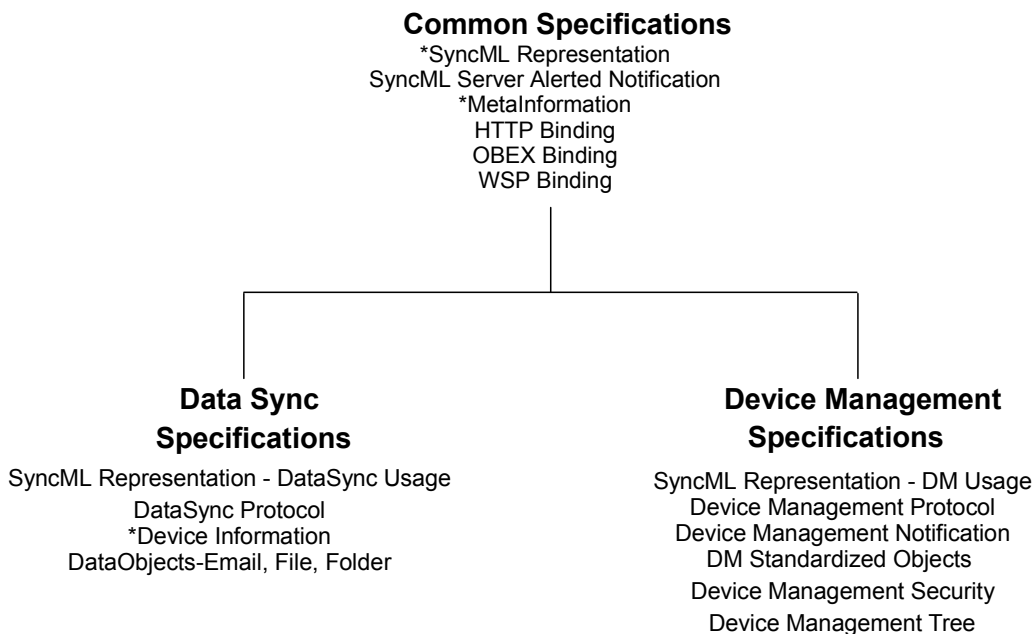 Common Specifications
*SyncML Representation
SyncML Server Alerted Notification
*MetaInformation
HTTP Binding
OBEX Binding
WSP Binding
Data Sync
Specifications
SyncML Representation - DataSync Usage
DataSync Protocol
*Device Information
DataObjects-Email, File, Folder
Device Management
Specifications
SyncML Representation - DM Usage
Device Management Protocol
Device Management Notification
DM Standardized Objects
Device Management Security
Device Management Tree